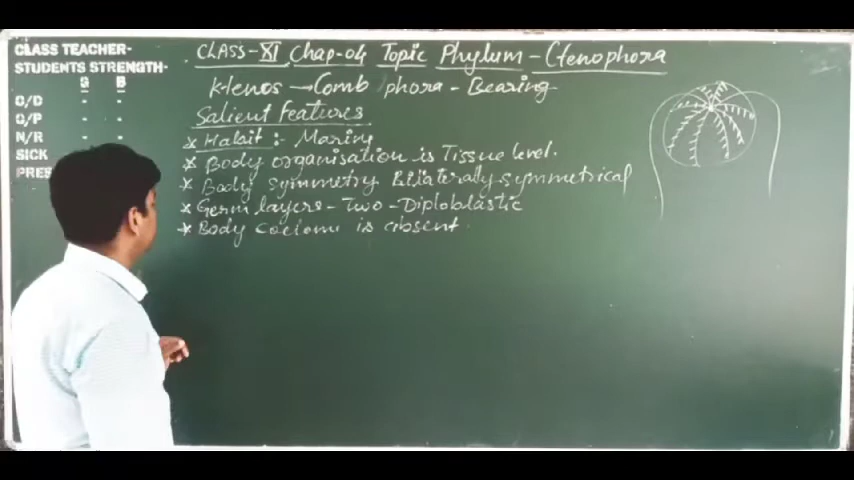 CLASS TEACHER-
STUDENTS STRENGTH-
G B
O/D - -
O/P - -
N/R - -
SICK
PRES
CLASS-XI Chap-04 Topic Phylum-Ctenophora
Ktenos → Comb phora - Bearing
Salient features
* Habit :- Marine
* Body organisation is Tissue level.
* Body symmetry Bilaterally symmetrical
* Germ layers - Two - Diploblastic
* Body coelom is absent.